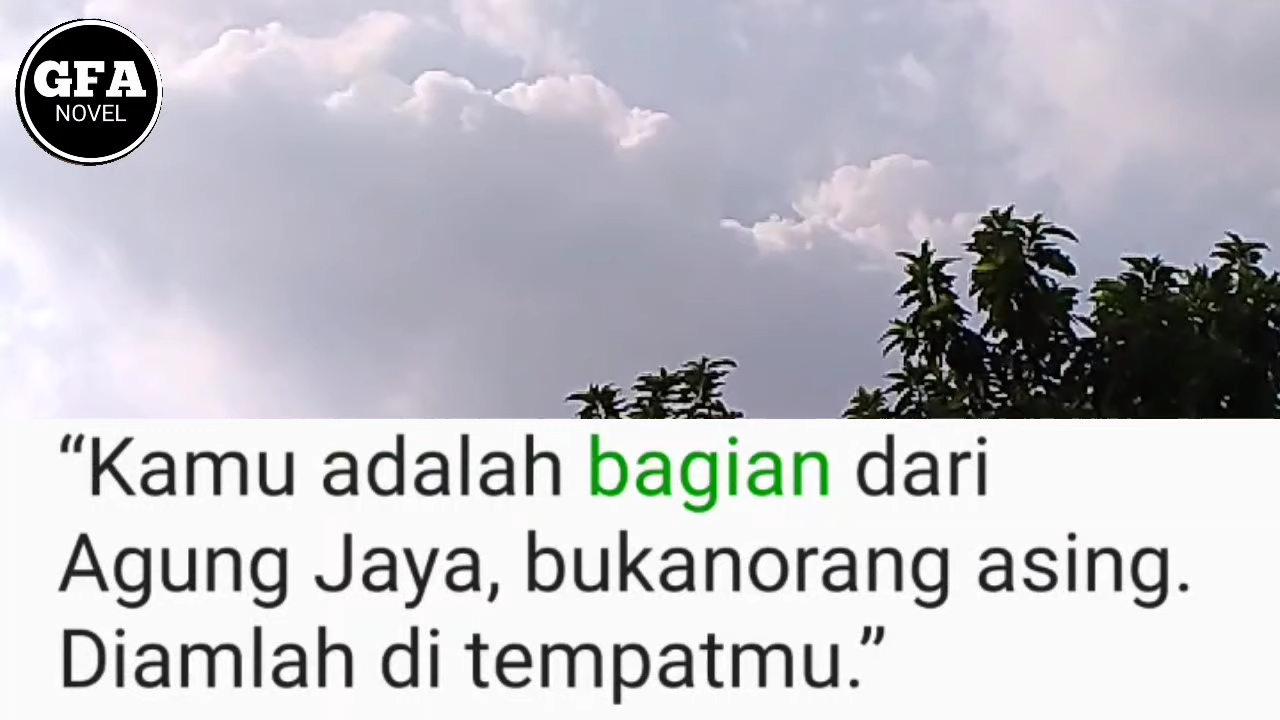 GFA
NOVEL
“Kamu adalah bagian dari
Agung Jaya, bukanorang asing.
Diamlah di tempatmu.”